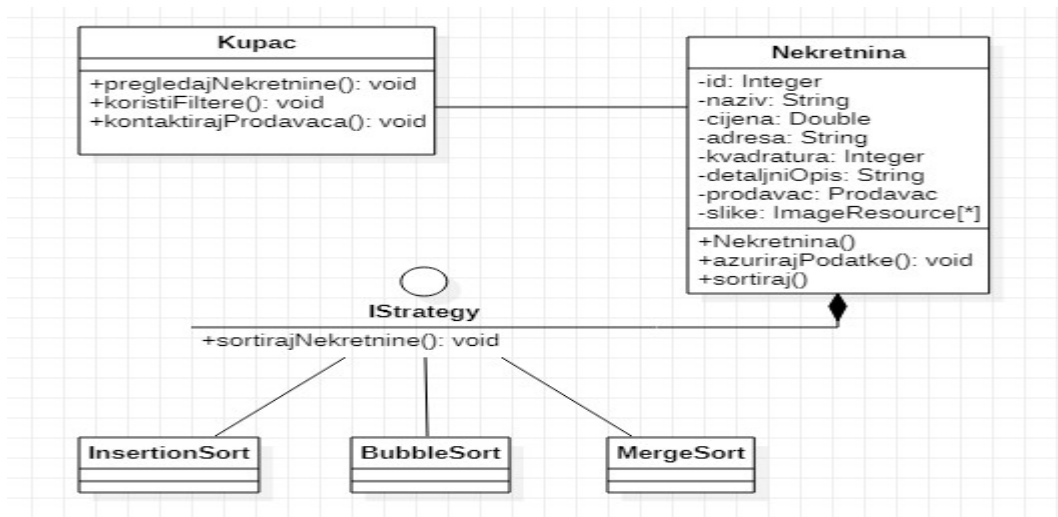 Kupac
+pregledajNekretnine(): void
+koristiFiltere(): void
+kontaktirajProdavaca(): void
Nekretnina
-id: Integer
-naziv: String
-cijena: Double
-adresa: String
-kvadratura: Integer
-detaljniOpis: String
-prodavac: Prodavac
-slike: ImageResource[*]
+Nekretnina()
+azurirajPodatke(): void
+sortiraj()
IStrategy
+sortirajNekretnine(): void
InsertionSort
BubbleSort
MergeSort